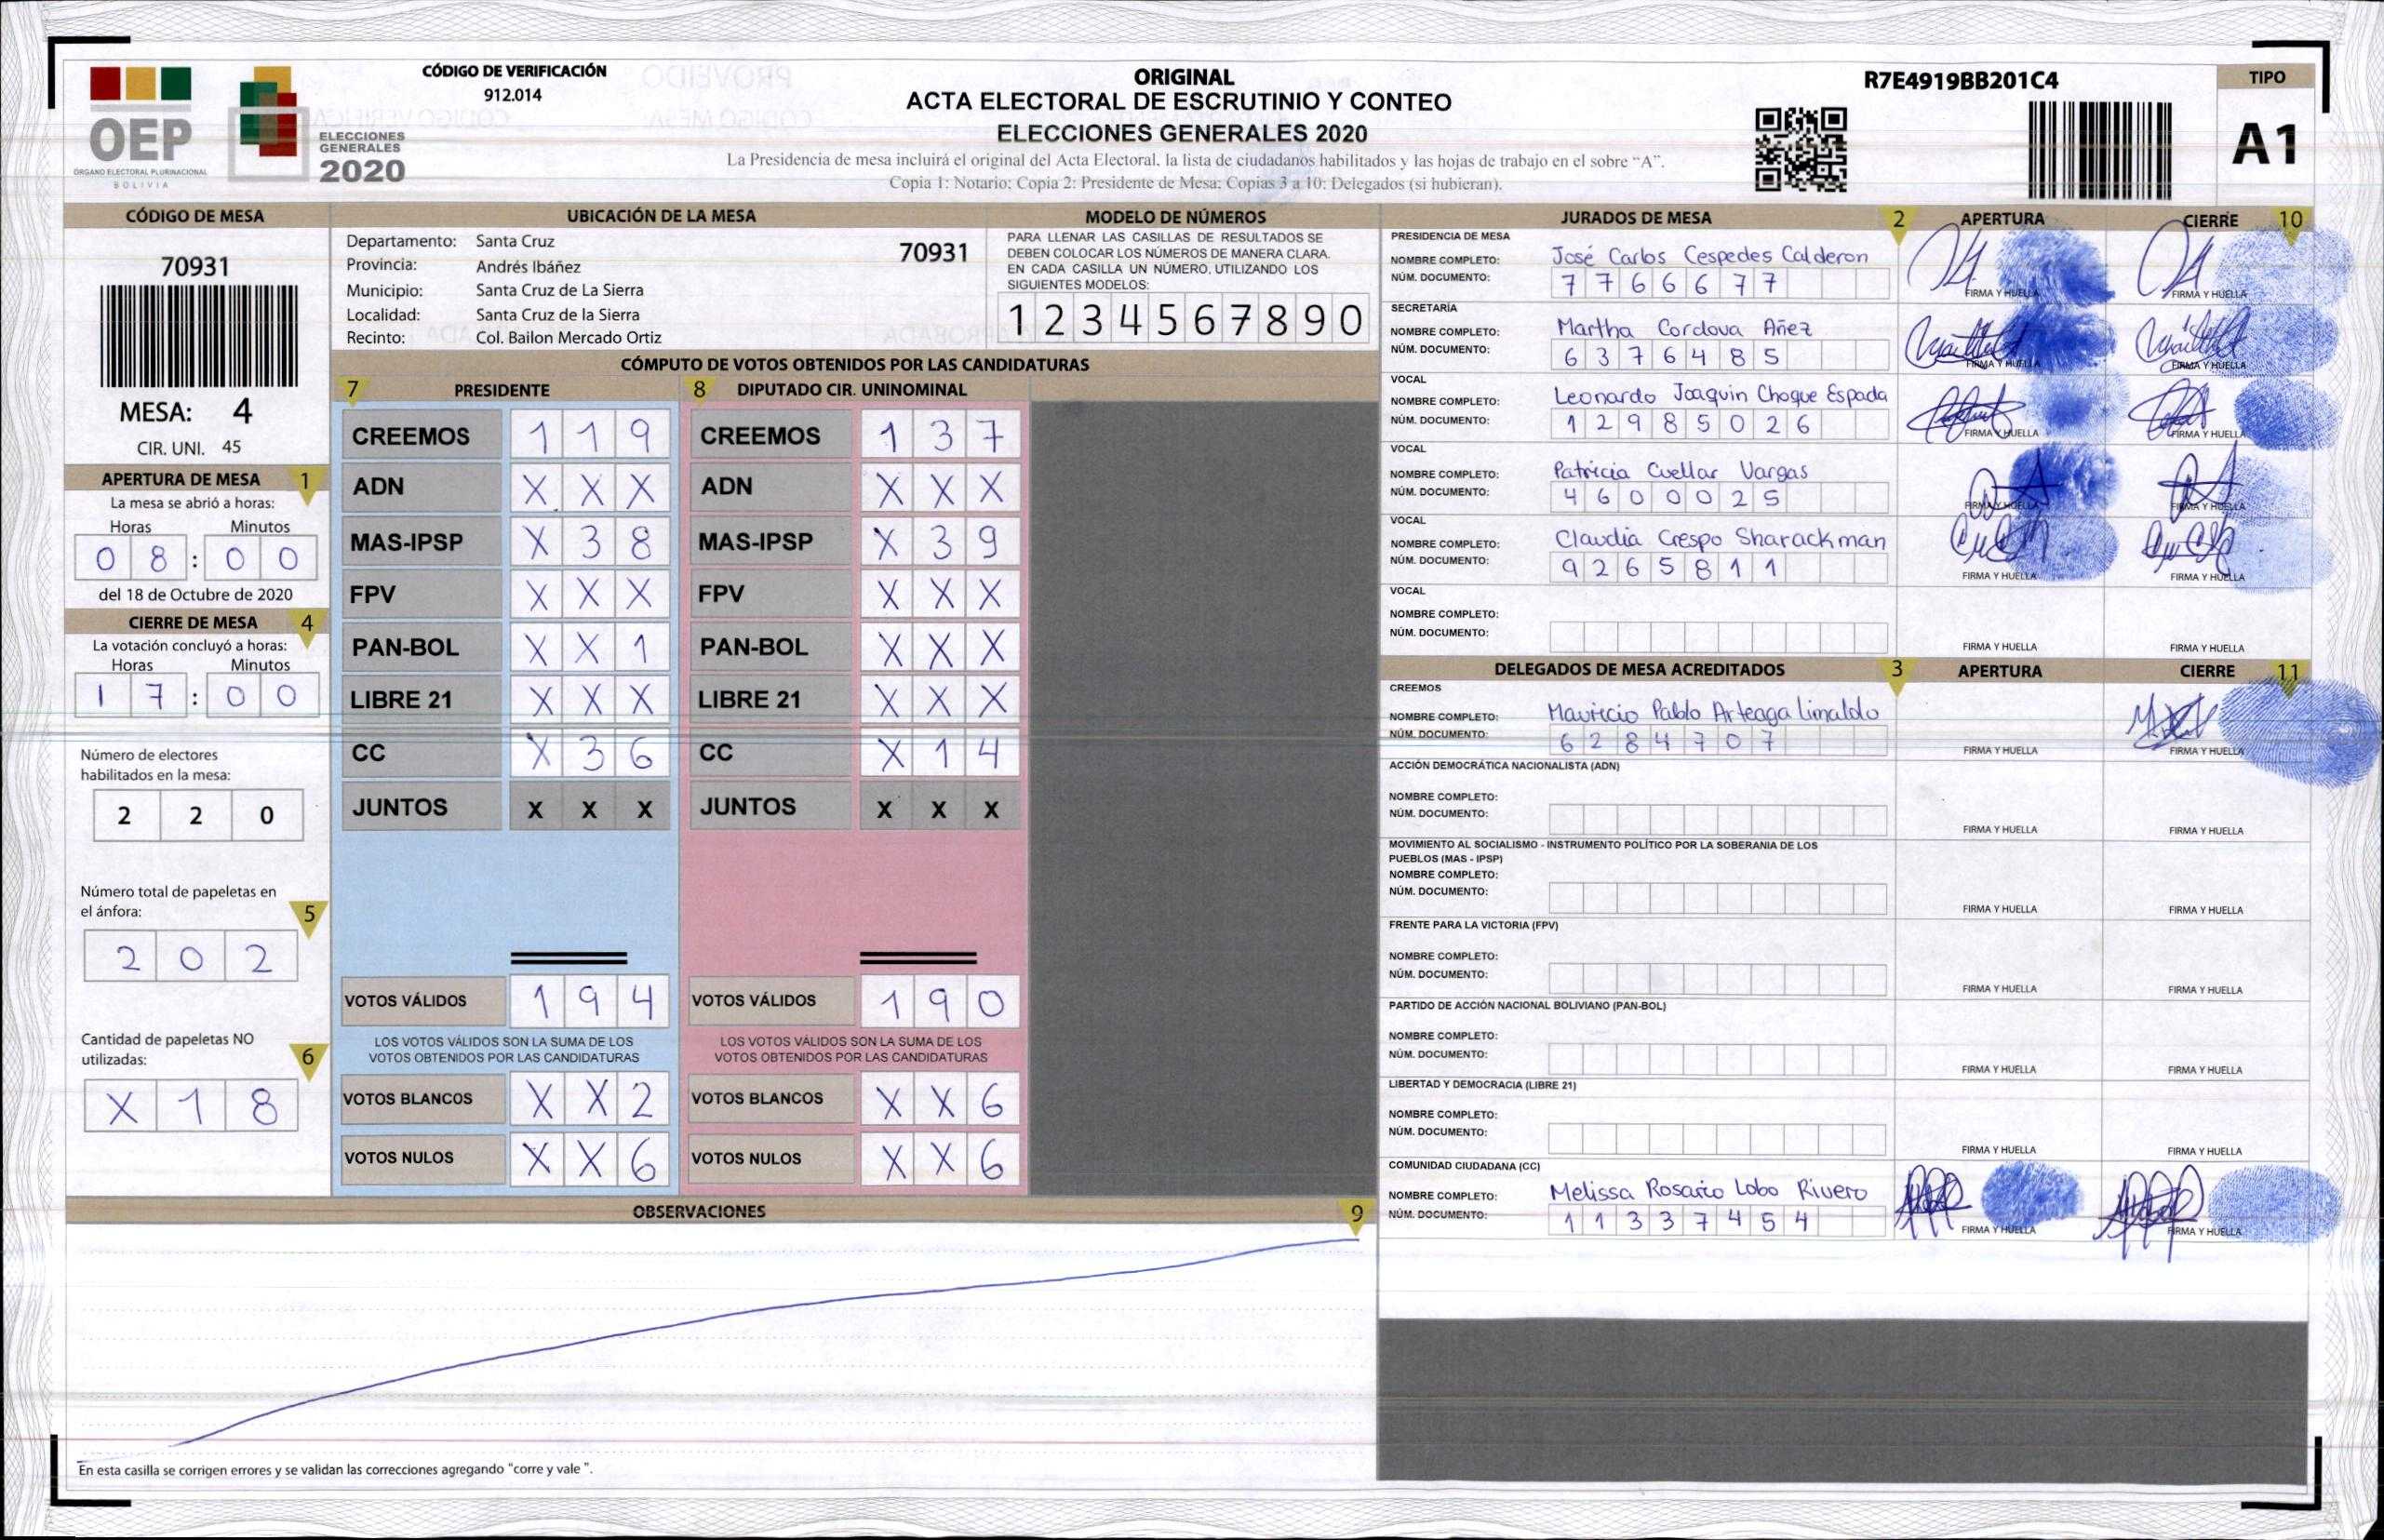 CÓDIGO DE VERIFICACIÓN
912.014
OEP
ÓRGANO ELECTORAL PLURINACIONAL
BOLIVIA
ELECCIONES
GENERALES
2020
ORIGINAL
ACTA ELECTORAL DE ESCRUTINIO Y CONTEO
ELECCIONES GENERALES 2020
La Presidencia de mesa incluirá el original del Acta Electoral, la lista de ciudadanos habilitados y las hojas de trabajo en el sobre “A”.
Copia 1: Notario; Copia 2: Presidente de Mesa; Copias 3 a 10: Delegados (si hubieran).
R7E4919BB201C4
TIPO
A1
CÓDIGO DE MESA
70931
MESA: 4
CIR. UNI. 45
APERTURA DE MESA 1
La mesa se abrió a horas:
Horas Minutos
0 8 : 0 0
del 18 de Octubre de 2020
CIERRE DE MESA 4
La votación concluyó a horas:
Horas Minutos
1 7 : 0 0
Número de electores
habilitados en la mesa:
2 2 0
Número total de papeletas en
el ánfora:
5
2 0 2
Cantidad de papeletas NO
utilizadas:
6
X 1 8
UBICACIÓN DE LA MESA
Departamento: Santa Cruz
70931
Provincia: Andrés Ibáñez
Municipio: Santa Cruz de La Sierra
Localidad: Santa Cruz de la Sierra
Recinto: Col. Bailon Mercado Ortiz
MODELO DE NÚMEROS
PARA LLENAR LAS CASILLAS DE RESULTADOS SE
DEBEN COLOCAR LOS NÚMEROS DE MANERA CLARA.
EN CADA CASILLA UN NÚMERO, UTILIZANDO LOS
SIGUIENTES MODELOS:
1 2 3 4 5 6 7 8 9 0
CÓMPUTO DE VOTOS OBTENIDOS POR LAS CANDIDATURAS
7 PRESIDENTE
CREEMOS 1 1 9
ADN X X X
MAS-IPSP X 3 8
FPV X X X
PAN-BOL X X 1
LIBRE 21 X X X
CC X 3 6
JUNTOS X X X
VOTOS VÁLIDOS 1 9 4
LOS VOTOS VÁLIDOS SON LA SUMA DE LOS
VOTOS OBTENIDOS POR LAS CANDIDATURAS
VOTOS BLANCOS X X 2
VOTOS NULOS X X 6
8 DIPUTADO CIR. UNINOMINAL
CREEMOS 1 3 7
ADN X X X
MAS-IPSP X 3 9
FPV X X X
PAN-BOL X X X
LIBRE 21 X X X
CC X 1 4
JUNTOS X X X
VOTOS VÁLIDOS 1 9 0
LOS VOTOS VÁLIDOS SON LA SUMA DE LOS
VOTOS OBTENIDOS POR LAS CANDIDATURAS
VOTOS BLANCOS X X 6
VOTOS NULOS X X 6
OBSERVACIONES 9
En esta casilla se corrigen errores y se validan las correcciones agregando "corre y vale ".
JURADOS DE MESA 2 APERTURA CIERRE 10
PRESIDENCIA DE MESA
NOMBRE COMPLETO: José Carlos Cespedes Calderon
NÚM. DOCUMENTO: 7 7 6 6 6 7 7
FIRMA Y HUELLA FIRMA Y HUELLA
SECRETARÍA
NOMBRE COMPLETO: Martha Cordova Añez
NÚM. DOCUMENTO: 6 3 7 6 4 8 5
FIRMA Y HUELLA FIRMA Y HUELLA
VOCAL
NOMBRE COMPLETO: Leonardo Joaquin Choque Espada
NÚM. DOCUMENTO: 1 2 9 8 5 0 2 6
FIRMA Y HUELLA FIRMA Y HUELLA
VOCAL
NOMBRE COMPLETO: Patricia Cuellar Vargas
NÚM. DOCUMENTO: 4 6 0 0 0 2 5
FIRMA Y HUELLA FIRMA Y HUELLA
VOCAL
NOMBRE COMPLETO: Claudia Crespo Sharackman
NÚM. DOCUMENTO: 9 2 6 5 8 1 1
FIRMA Y HUELLA FIRMA Y HUELLA
VOCAL
NOMBRE COMPLETO:
NÚM. DOCUMENTO:
FIRMA Y HUELLA FIRMA Y HUELLA
DELEGADOS DE MESA ACREDITADOS 3 APERTURA CIERRE 11
CREEMOS
NOMBRE COMPLETO: Mauricio Pablo Arteaga Limaldo
NÚM. DOCUMENTO: 6 2 8 4 7 0 7
FIRMA Y HUELLA FIRMA Y HUELLA
ACCIÓN DEMOCRÁTICA NACIONALISTA (ADN)
NOMBRE COMPLETO:
NÚM. DOCUMENTO:
FIRMA Y HUELLA FIRMA Y HUELLA
MOVIMIENTO AL SOCIALISMO - INSTRUMENTO POLÍTICO POR LA SOBERANIA DE LOS
PUEBLOS (MAS - IPSP)
NOMBRE COMPLETO:
NÚM. DOCUMENTO:
FIRMA Y HUELLA FIRMA Y HUELLA
FRENTE PARA LA VICTORIA (FPV)
NOMBRE COMPLETO:
NÚM. DOCUMENTO:
FIRMA Y HUELLA FIRMA Y HUELLA
PARTIDO DE ACCIÓN NACIONAL BOLIVIANO (PAN-BOL)
NOMBRE COMPLETO:
NÚM. DOCUMENTO:
FIRMA Y HUELLA FIRMA Y HUELLA
LIBERTAD Y DEMOCRACIA (LIBRE 21)
NOMBRE COMPLETO:
NÚM. DOCUMENTO:
FIRMA Y HUELLA FIRMA Y HUELLA
COMUNIDAD CIUDADANA (CC)
NOMBRE COMPLETO: Melissa Rosario Lobo Rivero
NÚM. DOCUMENTO: 1 1 3 3 7 4 5 4
FIRMA Y HUELLA FIRMA Y HUELLA